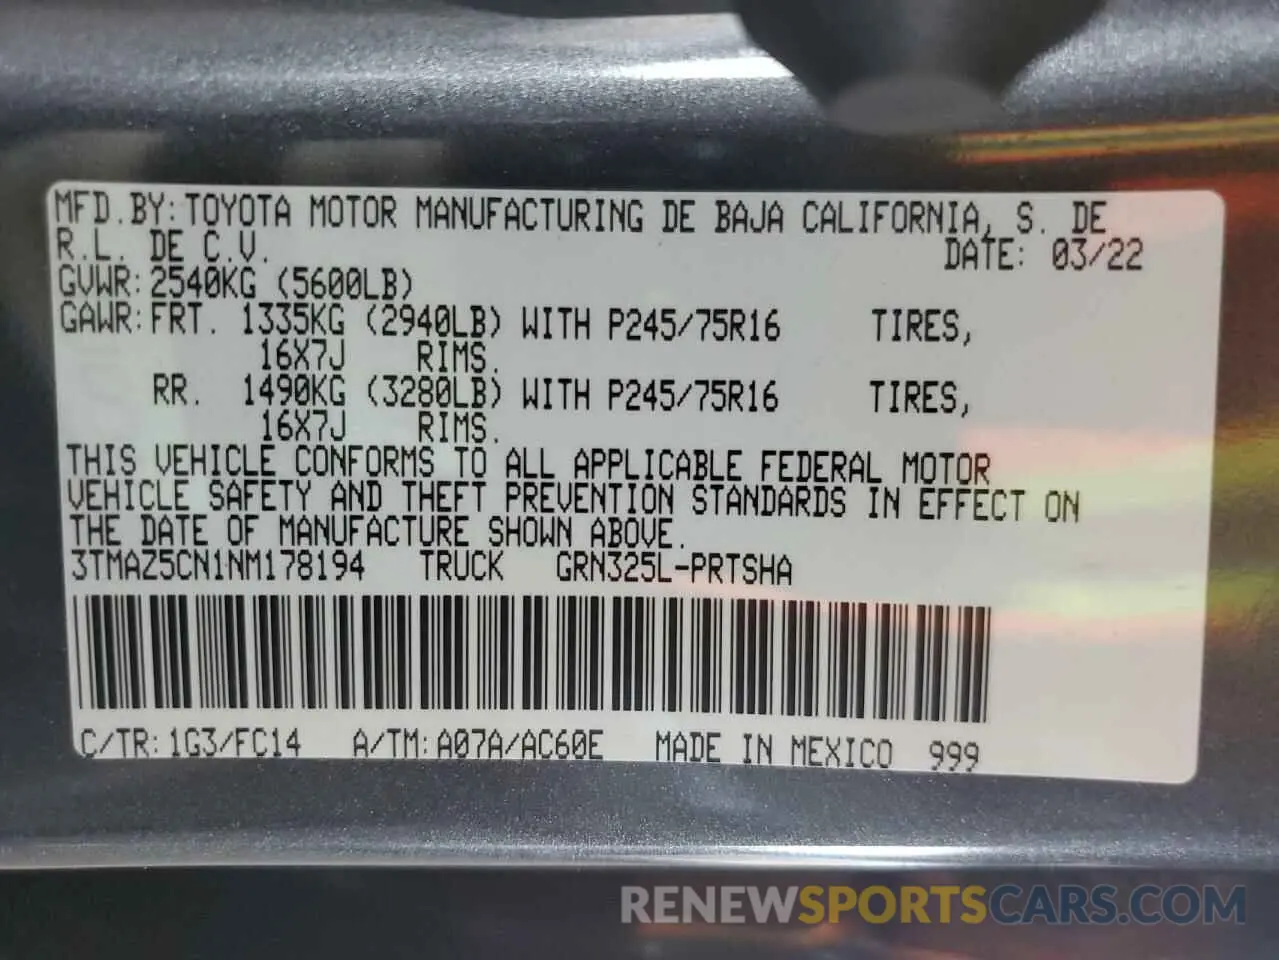 MFD.BY:TOYOTA MOTOR MANUFACTURING DE BAJA CALIFORNIA, S. DE
R.L. DE C.V. DATE: 03/22
GVWR:2540KG (5600LB)
GAWR:FRT. 1335KG (2940LB) WITH P245/75R16 TIRES,
16X7J RIMS.
RR. 1490KG (3280LB) WITH P245/75R16 TIRES,
16X7J RIMS.
THIS VEHICLE CONFORMS TO ALL APPLICABLE FEDERAL MOTOR
VEHICLE SAFETY AND THEFT PREVENTION STANDARDS IN EFFECT ON
THE DATE OF MANUFACTURE SHOWN ABOVE.
3TMAZ5CN1NM178194 TRUCK GRN325L-PRTSHA
C/TR:1G3/FC14 A/TM:A07A/AC60E MADE IN MEXICO 999
RENEWSPORTSCARS.COM